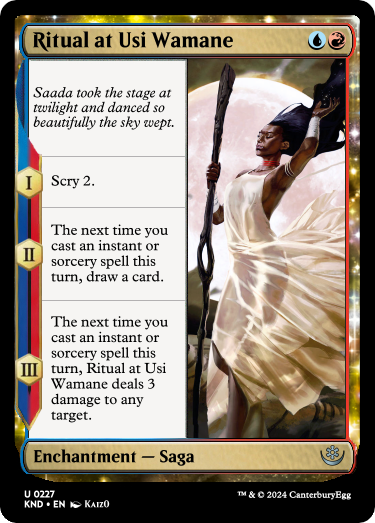 Ritual at Usi Wamane
Saada took the stage at
twilight and danced so
beautifully the sky wept.
I
Scry 2.
II
The next time you
cast an instant or
sorcery spell this
turn, draw a card.
III
The next time you
cast an instant or
sorcery spell this
turn, Ritual at Usi
Wamane deals 3
damage to any
target.
Enchantment — Saga
U 0227
KND • EN KAIZ0
™ & © 2024 CanterburyEgg